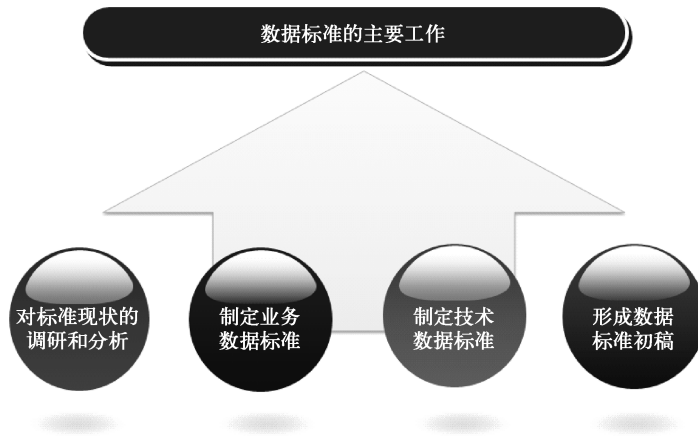 数据标准的主要工作
对标准现状的
调研和分析
制定业务
数据标准
制定技术
数据标准
形成数据
标准初稿